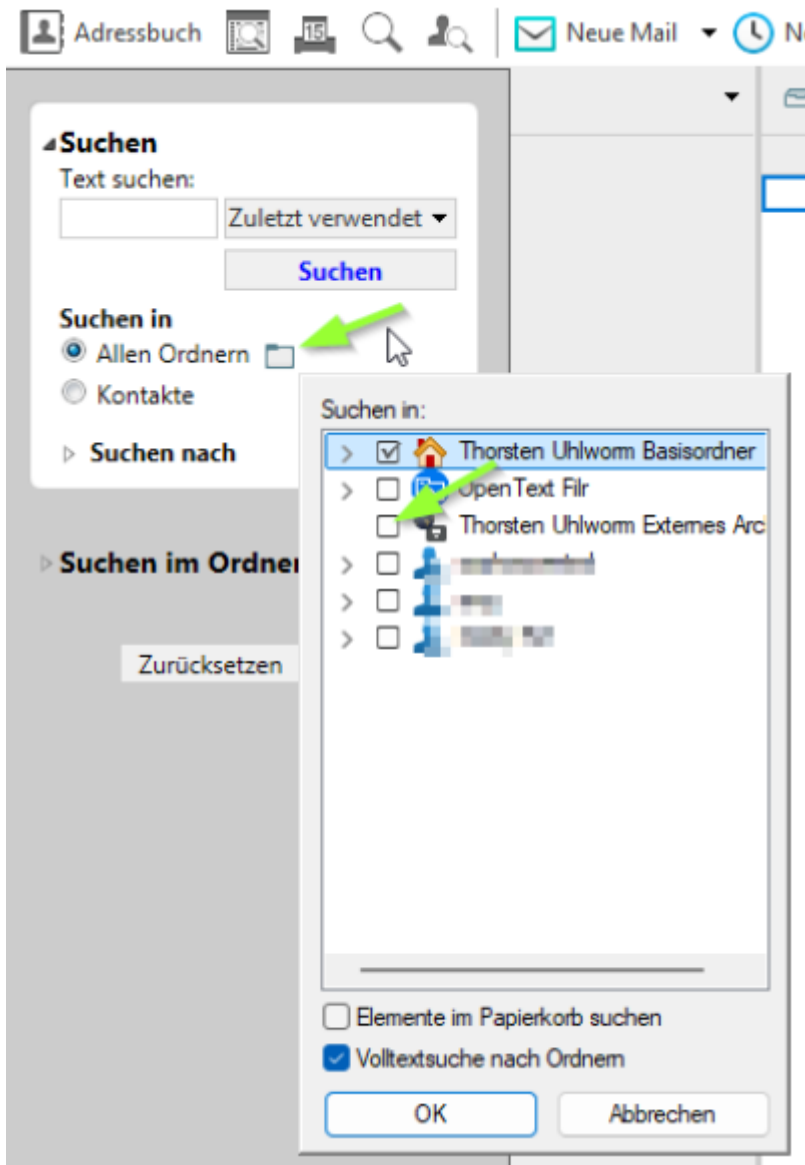 Adressbuch
15
Neue Mail
Suchen
Text suchen:
Zuletzt verwendet
Suchen
Suchen in
Allen Ordnern
Kontakte
Suchen nach
Suchen im
Zurücksetzen
Suchen in:
Thorsten Uhlworm Basisordner
OpenText Filr
Thorsten Uhlworm Externes Arc
Elemente im Papierkorb suchen
Volltextsuche nach Ordnern
OK
Abbrechen